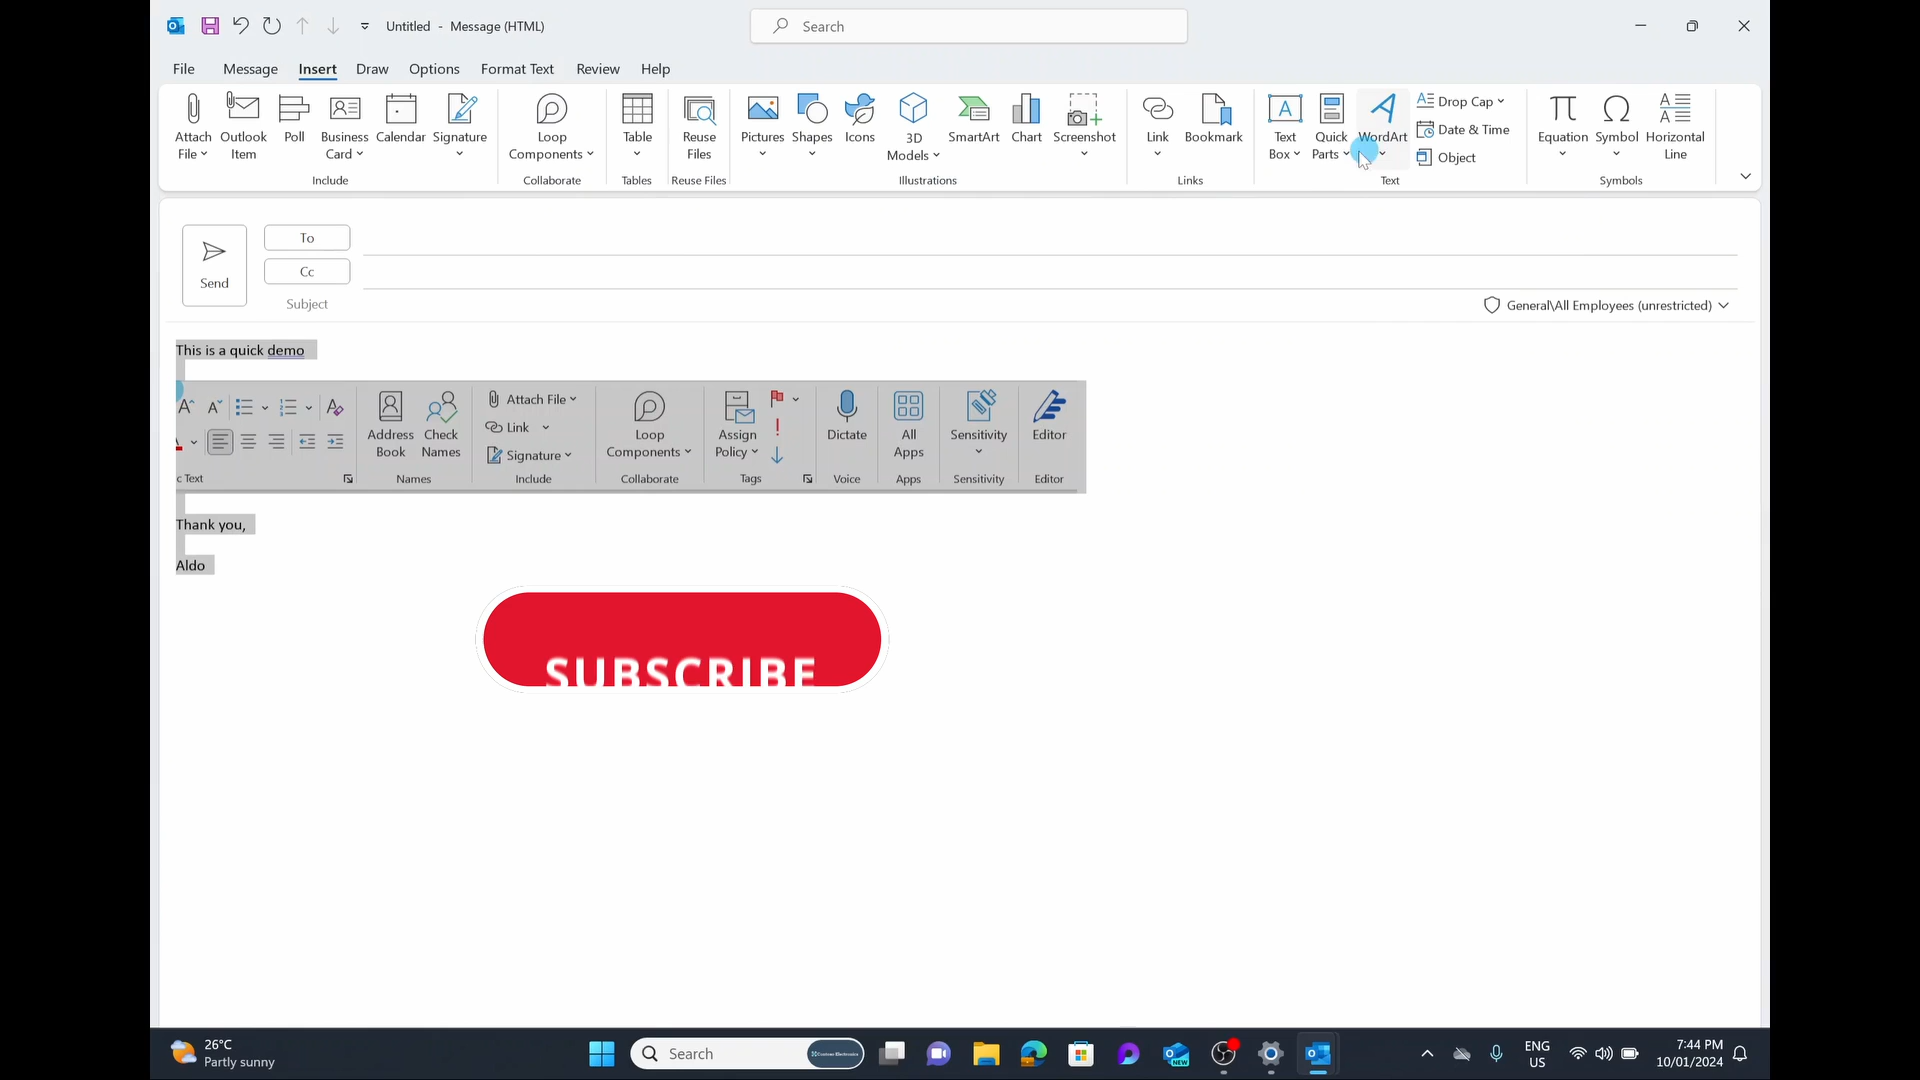 Untitled - Message (HTML)
Search
File Message Insert Draw Options Format Text Review Help
Attach File
Outlook Item
Poll
Business Card
Calendar
Signature
Include
Loop Components
Collaborate
Table
Tables
Reuse Files
Reuse Files
Pictures
Shapes
Icons
3D Models
SmartArt
Chart
Screenshot
Illustrations
Link
Bookmark
Links
Text Box
Quick Parts
WordArt
Drop Cap
Date & Time
Object
Text
Equation
Symbol
Horizontal Line
Symbols
Send
To
Cc
Subject
General\All Employees (unrestricted)
This is a quick demo
c Text
Address Book
Check Names
Names
Attach File
Link
Signature
Include
Loop Components
Collaborate
Assign Policy
Tags
Dictate
Voice
All Apps
Apps
Sensitivity
Sensitivity
Editor
Editor
Thank you,
Aldo
SUBSCRIBE
26°C
Partly sunny
Search
NEW
ENG
US
7:44 PM
10/01/2024